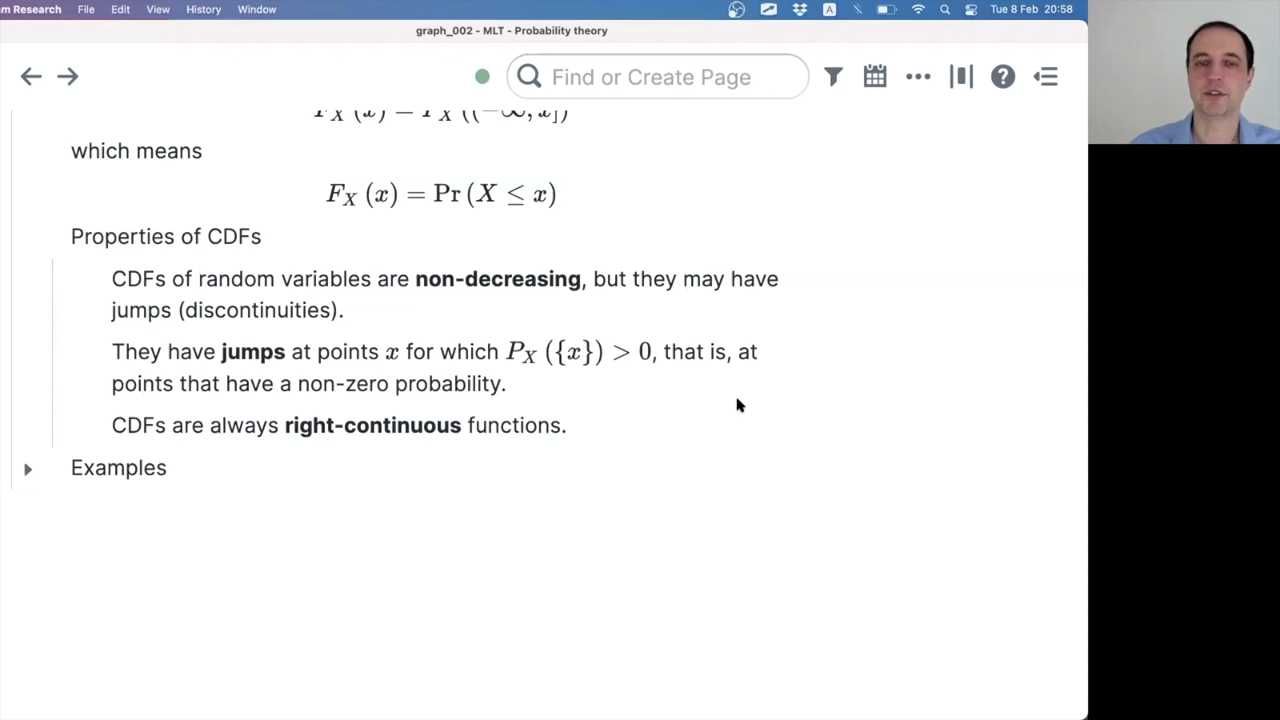 am Research File Edit View History Window A Tue 8 Feb 20:58
graph_002 - MLT - Probability theory
Find or Create Page
F_X (x) = P_X ((−∞, x])
which means
F_X (x) = Pr (X ≤ x)
Properties of CDFs
CDFs of random variables are non-decreasing, but they may have
jumps (discontinuities).
They have jumps at points x for which P_X ({x}) > 0, that is, at
points that have a non-zero probability.
CDFs are always right-continuous functions.
Examples